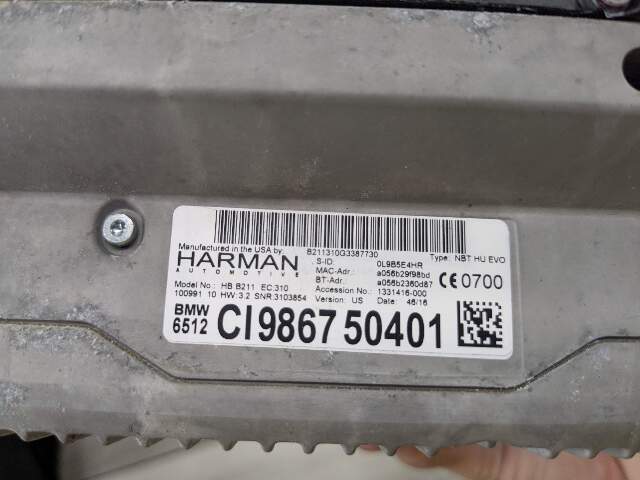 Manufactured in the USA by:
HARMAN
AUTOMOTIVE
B211310G3387730
S-ID: 0L9B5E4HR
Type: NBT HU EVO
MAC-Adr.: a056b29f98bd
BT-Adr.: a056b2360d87
CE 0700
Model No.: HB B211 EC:310
Accession No.: 1331416-000
100991 10 HW: 3.2 SNR:3103854
Version: US Date: 46/16
BMW
6512 CI986750401